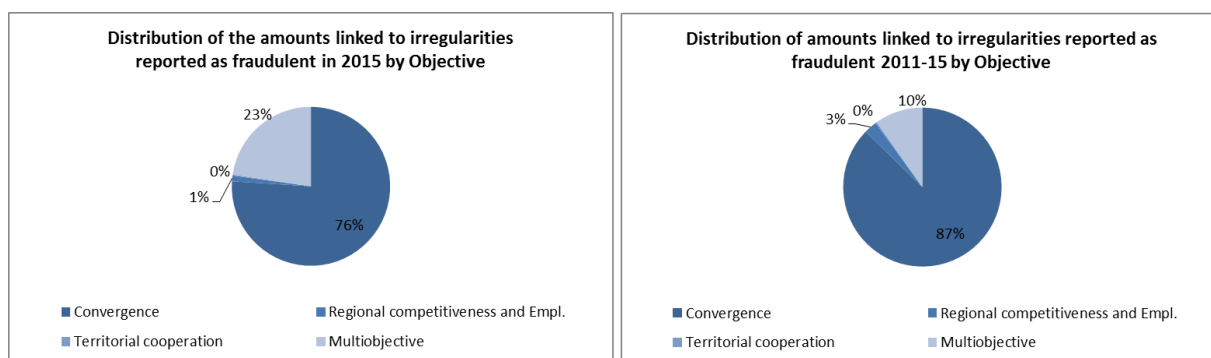 Distribution of the amounts linked to irregularities
reported as fraudulent in 2015 by Objective
23%
0%
1%
76%
Convergence
Regional competitiveness and Empl.
Territorial cooperation
Multiobjective
Distribution of amounts linked to irregularities reported as
fraudulent 2011-15 by Objective
0%
10%
3%
87%
Convergence
Regional competitiveness and Empl.
Territorial cooperation
Multiobjective